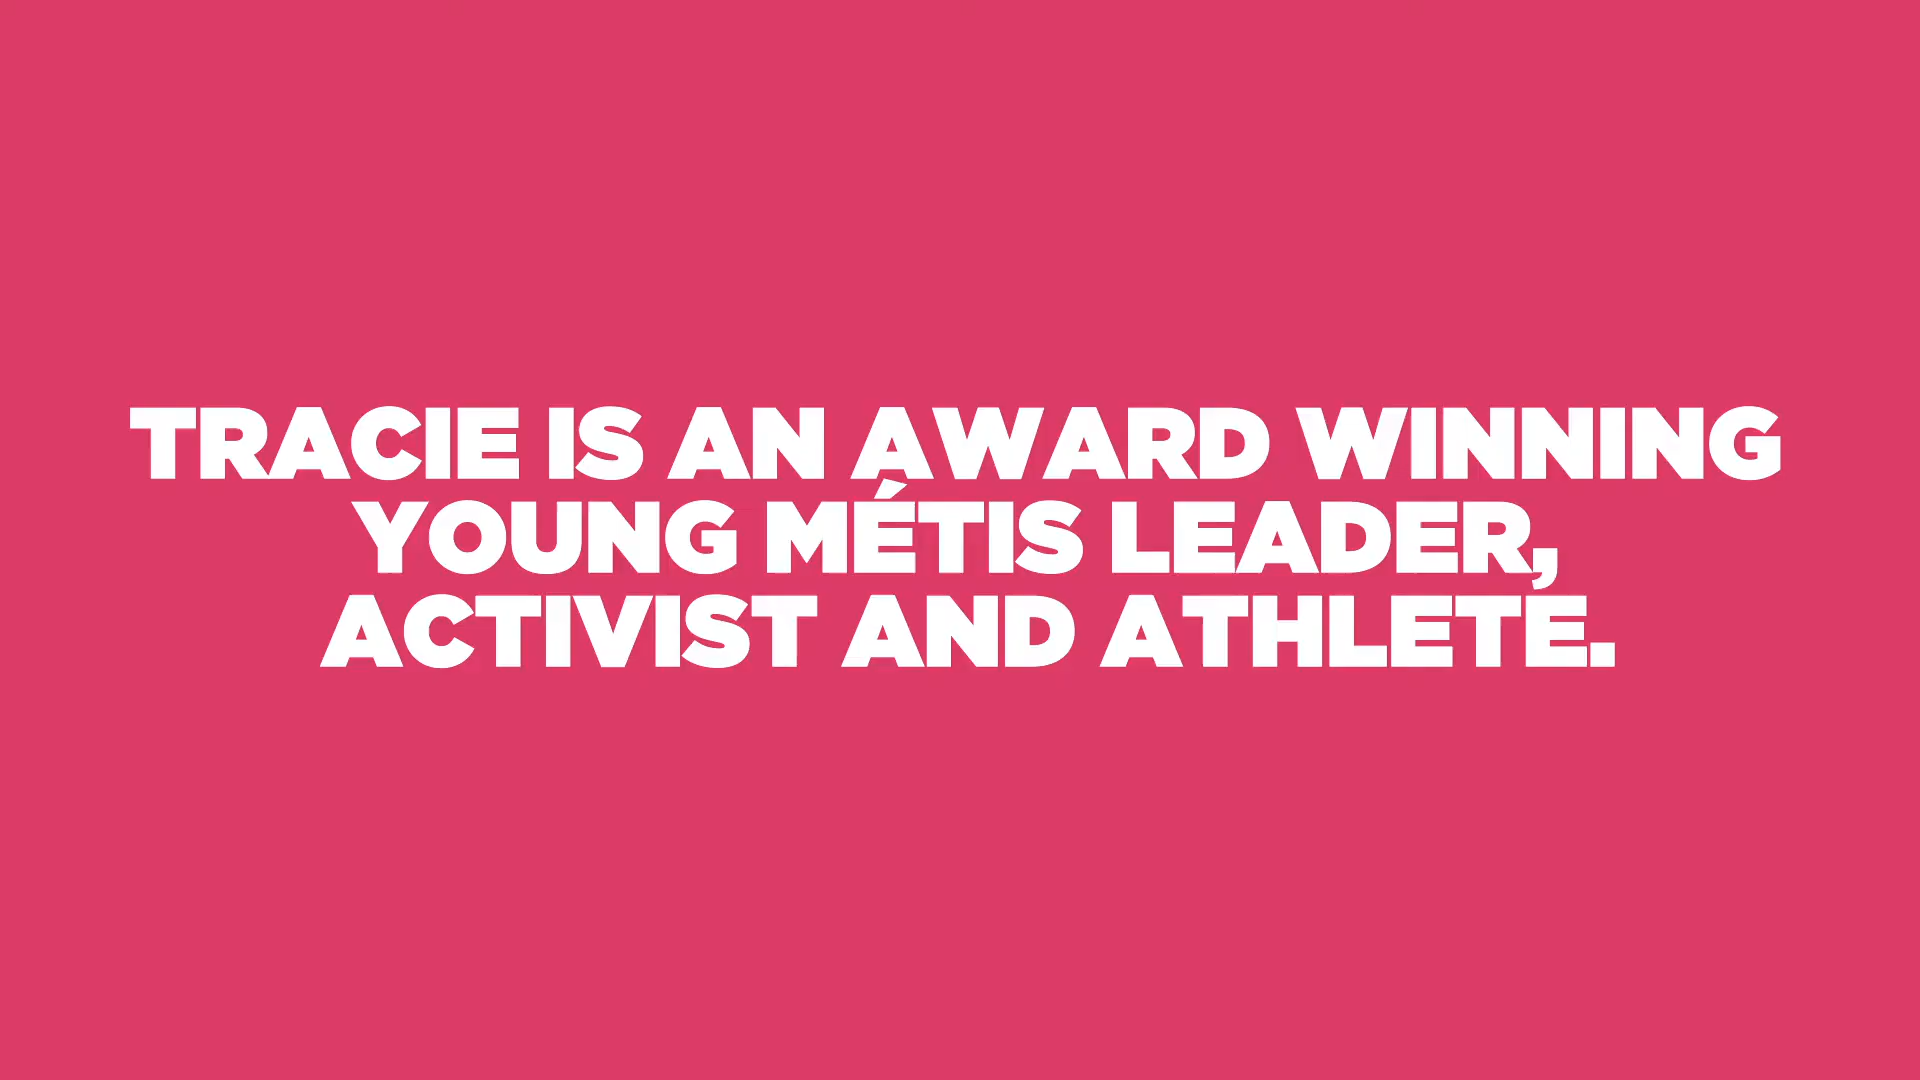 TRACIE IS AN AWARD WINNING
YOUNG MÉTIS LEADER,
ACTIVIST AND ATHLETE.